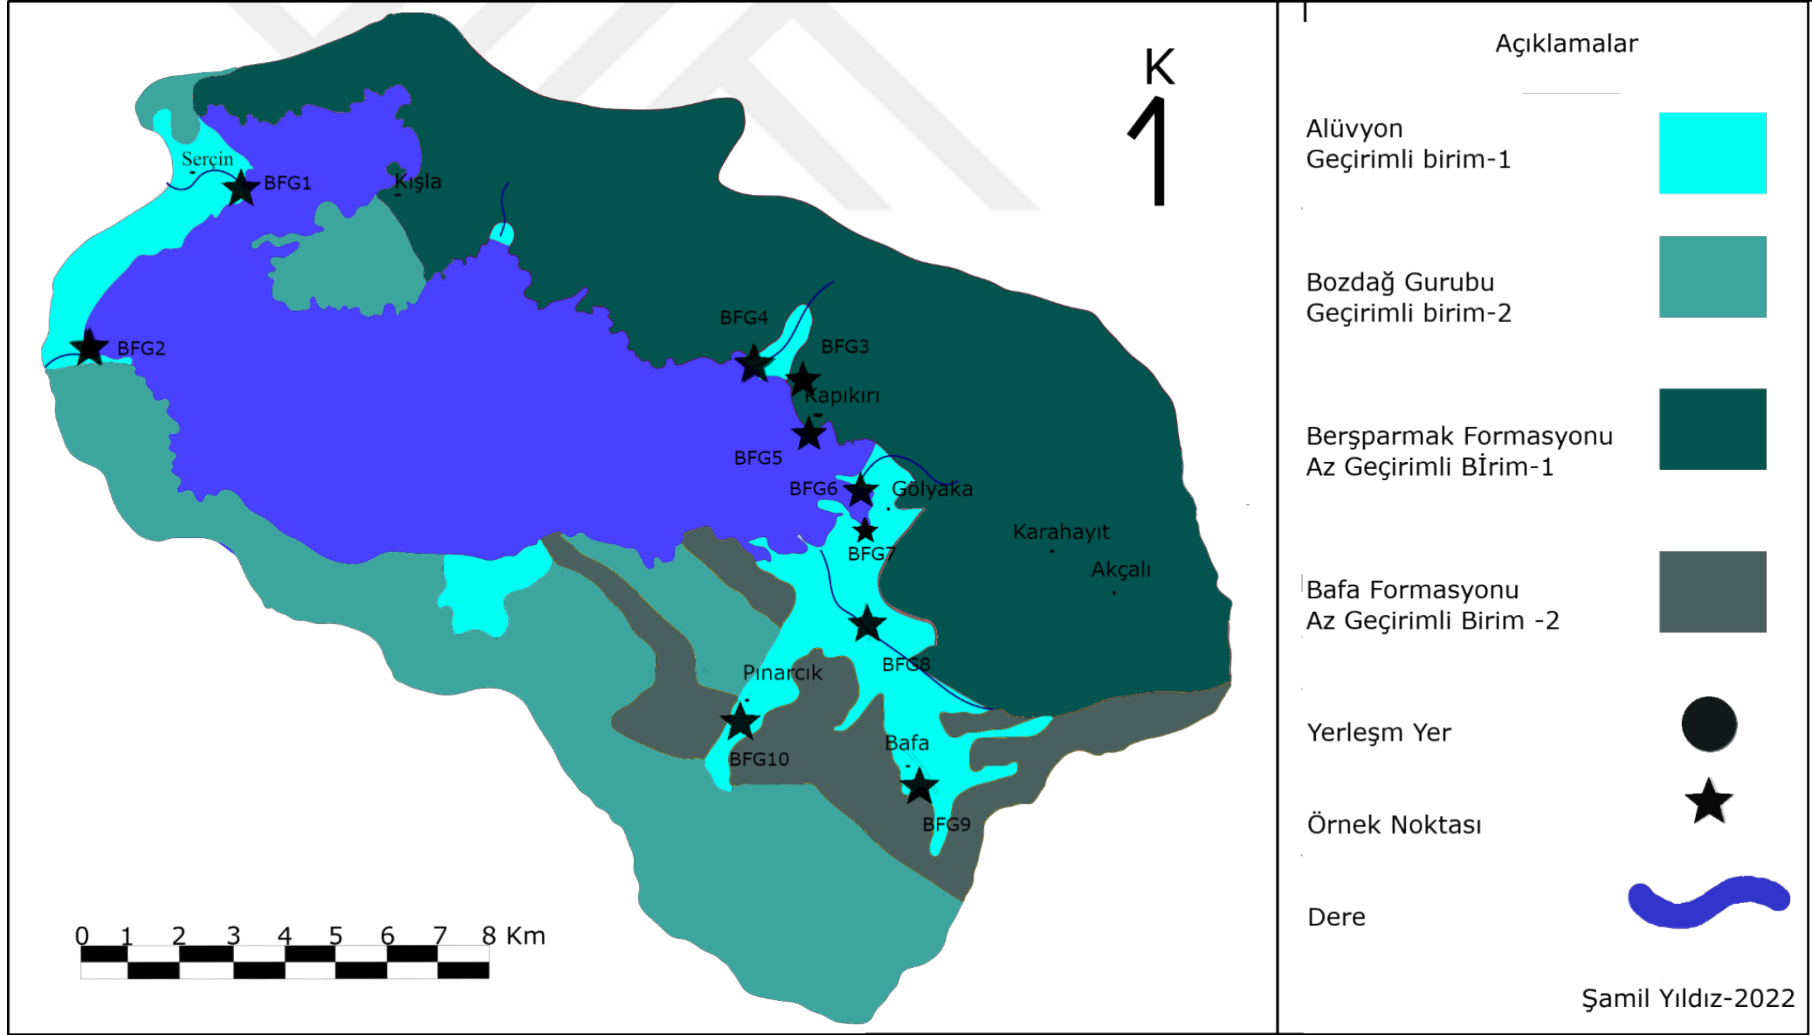 K
Serçin
BFG1
Kışla
BFG2
BFG4
BFG3
Kapıkırı
BFG5
BFG6
Gölyaka
BFG7
Karahayıt
Akçalı
BFG8
Pınarcık
BFG10
Bafa
BFG9
0 1 2 3 4 5 6 7 8 Km
Açıklamalar
Alüvyon
Geçirimli birim-1
Bozdağ Gurubu
Geçirimli birim-2
Berşparmak Formasyonu
Az Geçirimli Bİrim-1
Bafa Formasyonu
Az Geçirimli Birim -2
Yerleşm Yer
Örnek Noktası
Dere
Şamil Yıldız-2022